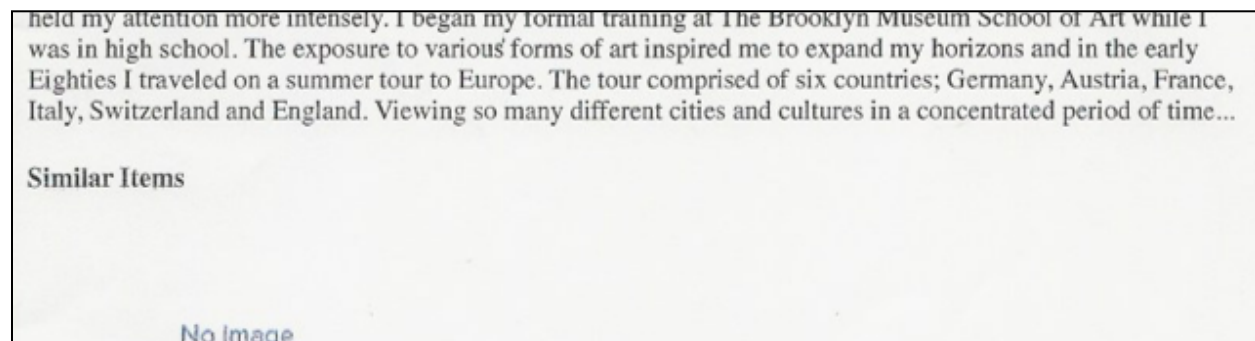 held my attention more intensely. I began my formal training at The Brooklyn Museum School of Art while I
was in high school. The exposure to various forms of art inspired me to expand my horizons and in the early
Eighties I traveled on a summer tour to Europe. The tour comprised of six countries; Germany, Austria, France,
Italy, Switzerland and England. Viewing so many different cities and cultures in a concentrated period of time...
Similar Items
No Image